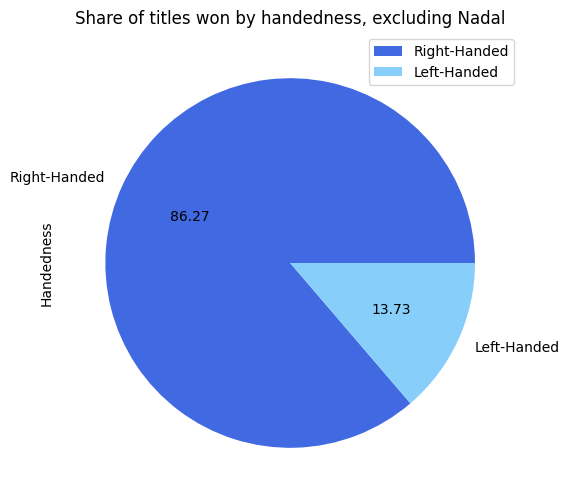 Share of titles won by handedness, excluding Nadal
Right-Handed
Left-Handed
Right-Handed
86.27
Handedness
13.73
Left-Handed